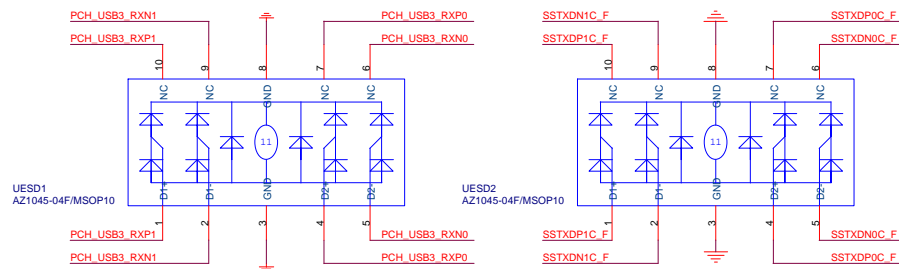 PCH_USB3_RXN1
PCH_USB3_RXP0
PCH_USB3_RXP1
PCH_USB3_RXN0
10
9
8
7
6
NC
NC
GND
NC
NC
11
UESD1
AZ1045-04F/MSOP10
D1+
D1-
GND
D2+
D2-
1
2
3
4
5
PCH_USB3_RXP1
PCH_USB3_RXN0
PCH_USB3_RXN1
PCH_USB3_RXP0
SSTXDN1C_F
SSTXDP0C_F
SSTXDP1C_F
SSTXDN0C_F
10
9
8
7
6
NC
NC
GND
NC
NC
11
UESD2
AZ1045-04F/MSOP10
D1+
D1-
GND
D2+
D2-
1
2
3
4
5
SSTXDP1C_F
SSTXDN0C_F
SSTXDN1C_F
SSTXDP0C_F